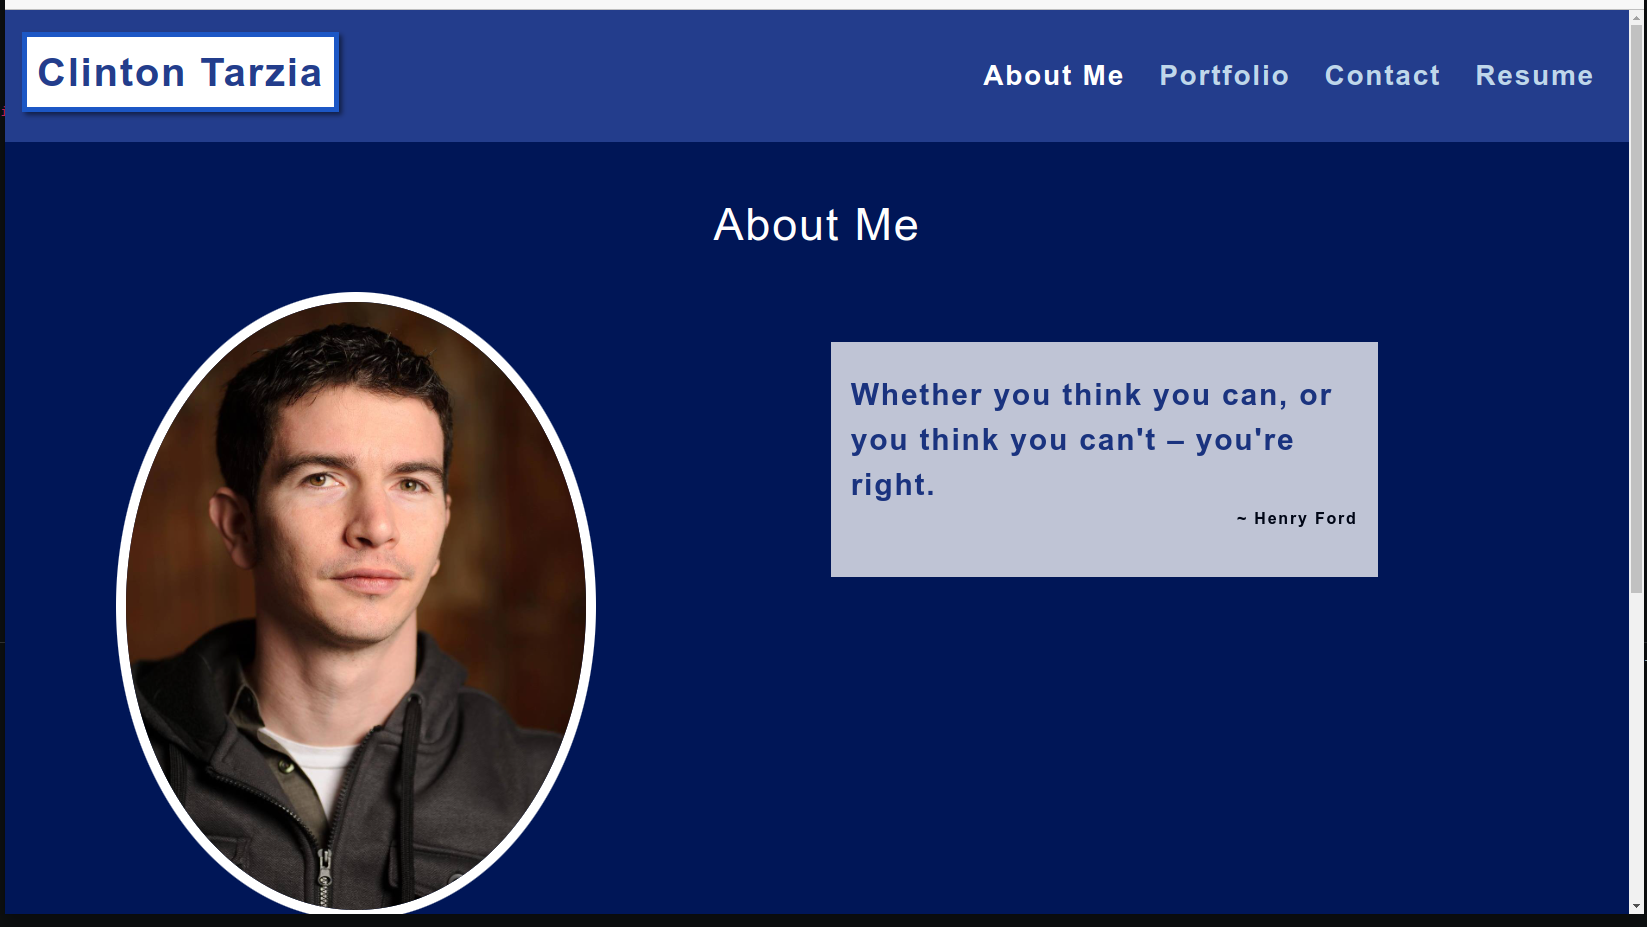 Clinton Tarzia
About Me Portfolio Contact Resume
About Me
Whether you think you can, or
you think you can't – you're
right.
~ Henry Ford